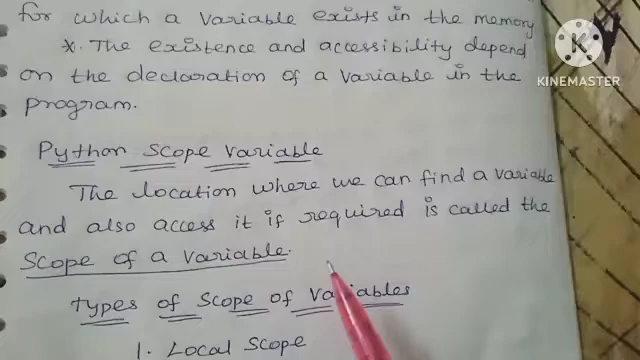 for which a variable exists in the memory
*. The existence and accessibility depend
on the declaration of a variable in the
program.
Python Scope Variable
The location where we can find a variable
and also access it if required is called the
Scope of a variable.
Types of Scope of Variables
1. Local Scope
KINEMASTER